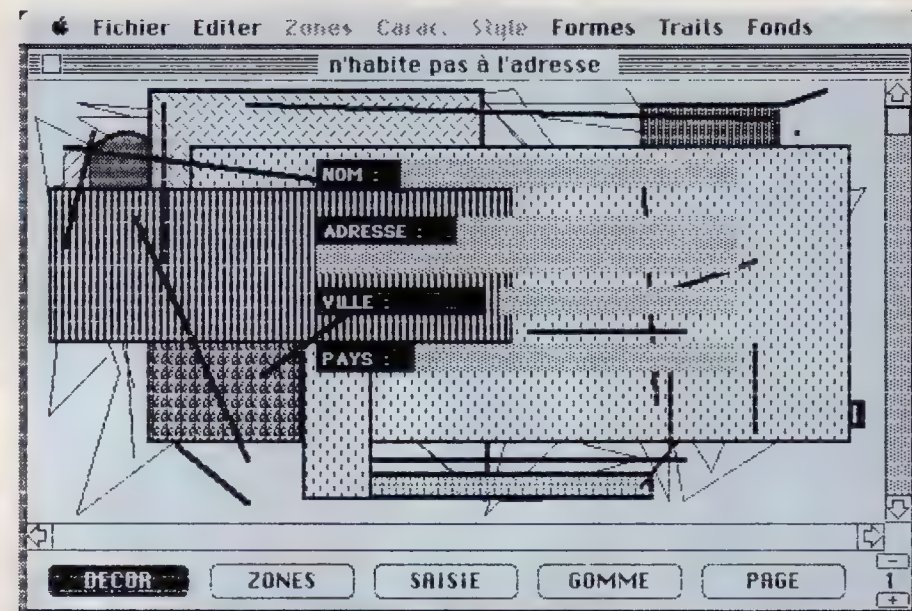 Fichier Editer Zones Carac. Style Formes Traits Fonds
n'habite pas à l'adresse
NOM :
ADRESSE :
VILLE :
PAYS :
DECOR ZONES SAISIE GOMME PAGE 1